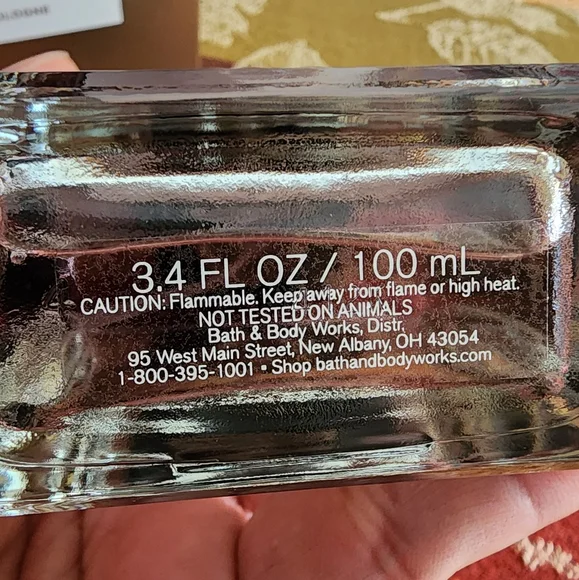 OLOGNE
3.4 FL OZ / 100 mL
CAUTION: Flammable. Keep away from flame or high heat.
NOT TESTED ON ANIMALS
Bath & Body Works, Distr,
95 West Main Street, New Albany, OH 43054
1-800-395-1001 • Shop bathandbodyworks.com